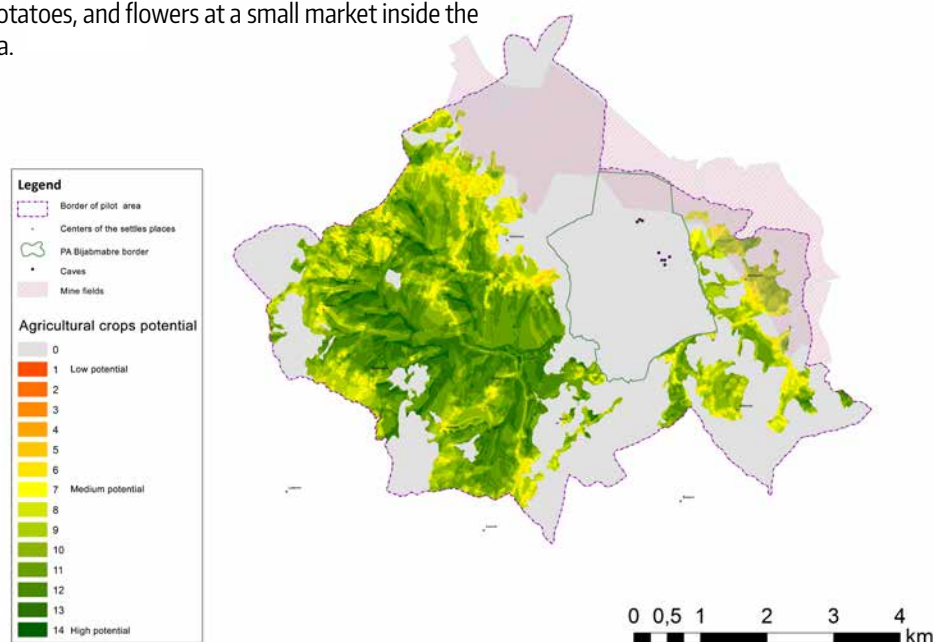 otatoes, and flowers at a small market inside the
a.
Legend
Border of pilot area
Centers of the settles places
PA Bijabmabre border
Caves
Mine fields
Agricultural crops potential
0
1 Low potential
2
3
4
5
6
7 Medium potential
8
9
10
11
12
13
14 High potential
0 0,5 1 2 3 4
km